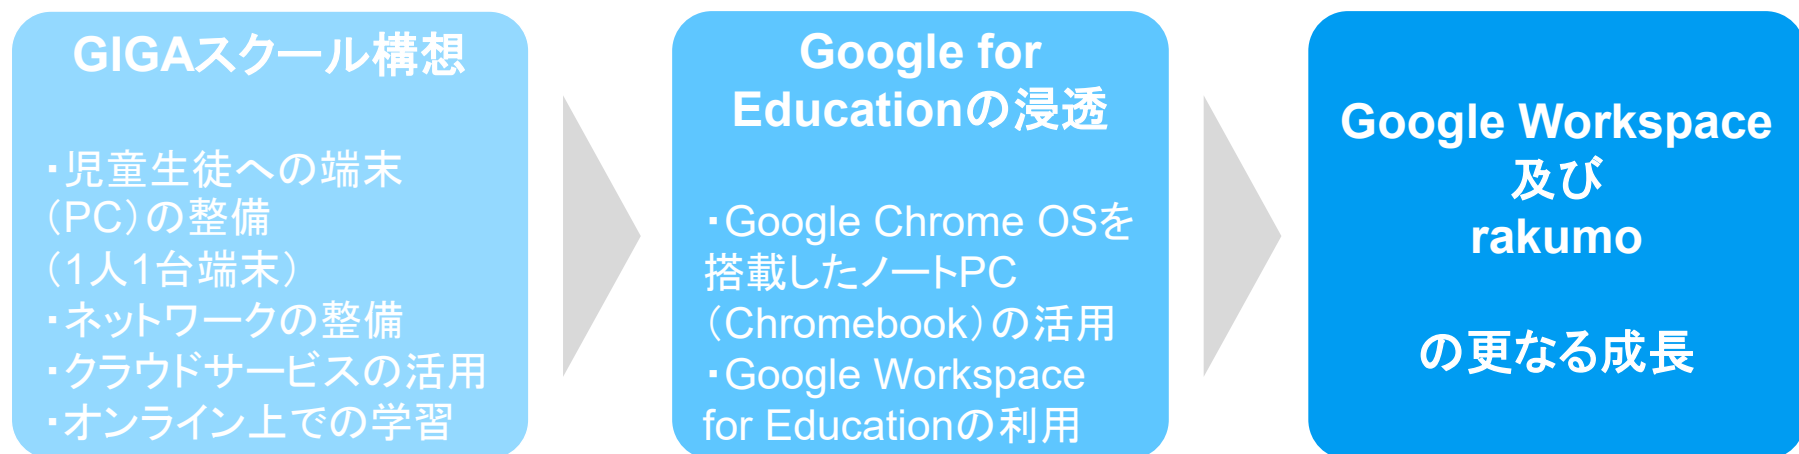 GIGAスクール構想
・児童生徒への端末
(PC)の整備
(1人1台端末)
・ネットワークの整備
・クラウドサービスの活用
・オンライン上での学習
Google for
Educationの浸透
・Google Chrome OSを
搭載したノートPC
(Chromebook)の活用
・Google Workspace
for Educationの利用
Google Workspace
及び
rakumo
の更なる成長